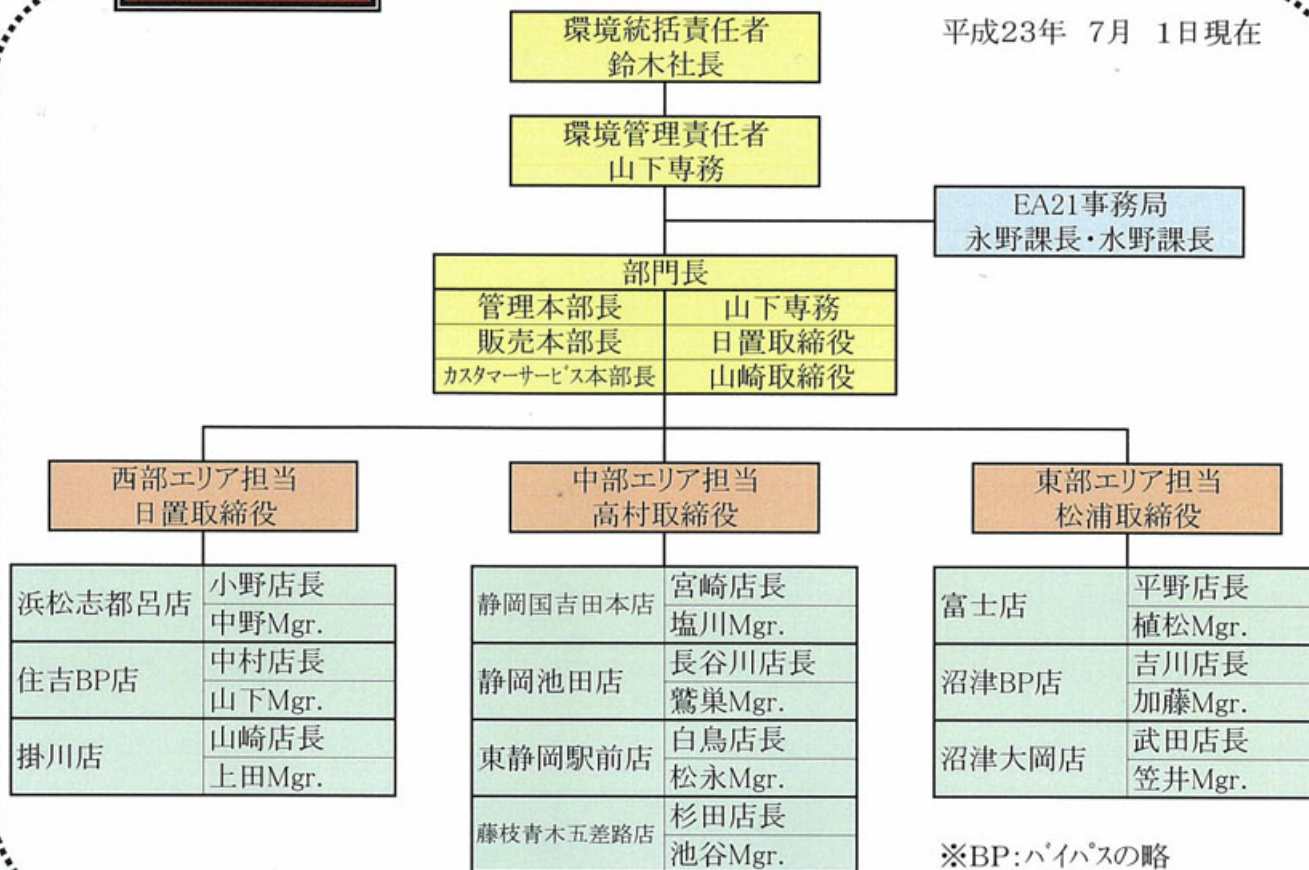 平成23年 7月 1日現在
環境統括責任者
鈴木社長
環境管理責任者
山下専務
EA21事務局
永野課長・水野課長
部門長
管理本部長 山下専務
販売本部長 日置取締役
カスタマーサービス本部長 山崎取締役
西部エリア担当
日置取締役
浜松志都呂店
小野店長
中野Mgr.
住吉BP店
中村店長
山下Mgr.
掛川店
山崎店長
上田Mgr.
中部エリア担当
高村取締役
静岡国吉田本店
宮崎店長
塩川Mgr.
静岡池田店
長谷川店長
鷲巣Mgr.
東静岡駅前店
白鳥店長
松永Mgr.
藤枝青木五差路店
杉田店長
池谷Mgr.
東部エリア担当
松浦取締役
富士店
平野店長
植松Mgr.
沼津BP店
吉川店長
加藤Mgr.
沼津大岡店
武田店長
笠井Mgr.
※BP:バイパスの略